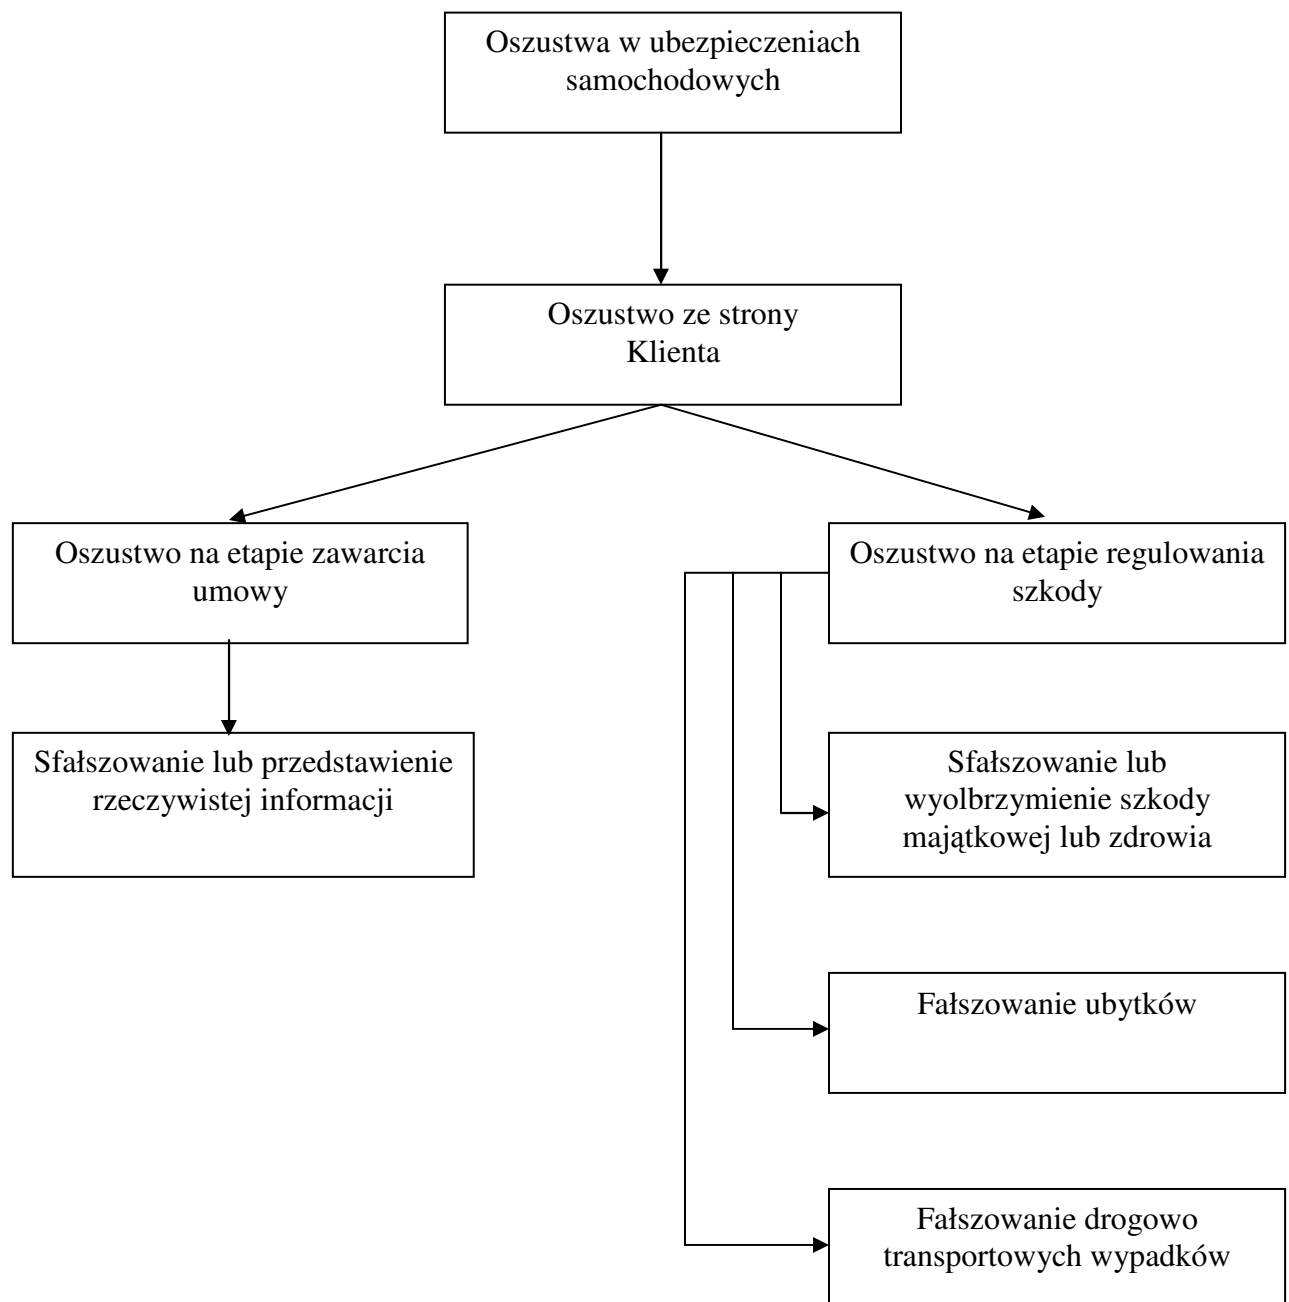 Oszustwa w ubezpieczeniach
samochodowych
Oszustwo ze strony
Klienta
Oszustwo na etapie zawarcia
umowy
Oszustwo na etapie regulowania
szkody
Sfałszowanie lub przedstawienie
rzeczywistej informacji
Sfałszowanie lub
wyolbrzymienie szkody
majątkowej lub zdrowia
Fałszowanie ubytków
Fałszowanie drogowo
transportowych wypadków